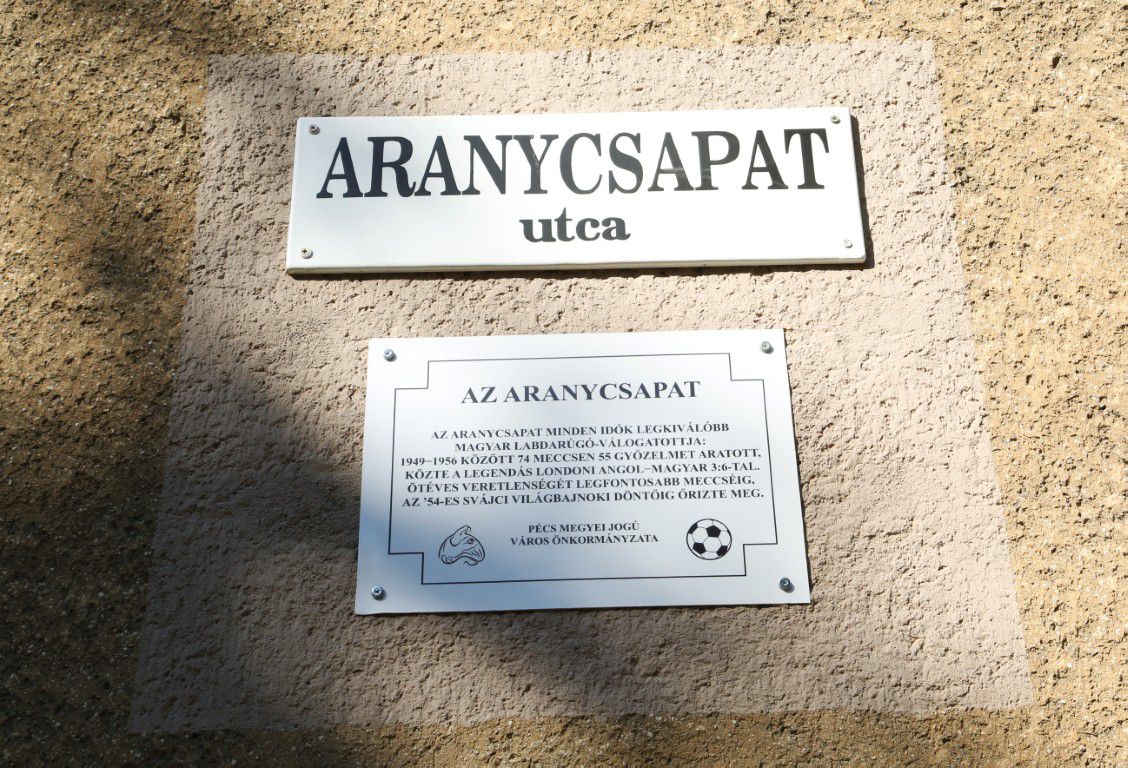 ARANYCSAPAT
utca
AZ ARANYCSAPAT
AZ ARANYCSAPAT MINDEN IDŐK LEGKIVÁLÓBB
MAGYAR LABDARÚGÓ-VÁLOGATOTTJA:
1949–1956 KÖZÖTT 74 MECCSEN 55 GYŐZELMET ARATOTT,
KÖZTE A LEGENDÁS LONDONI ANGOL–MAGYAR 3:6-TAL.
ÖTÉVES VERETLENSÉGÉT LEGFONTOSABB MECCSÉIG,
AZ ’54-ES SVÁJCI VILÁGBAJNOKI DÖNTŐIG ŐRIZTE MEG.
PÉCS MEGYEI JOGÚ
VÁROS ÖNKORMÁNYZATA